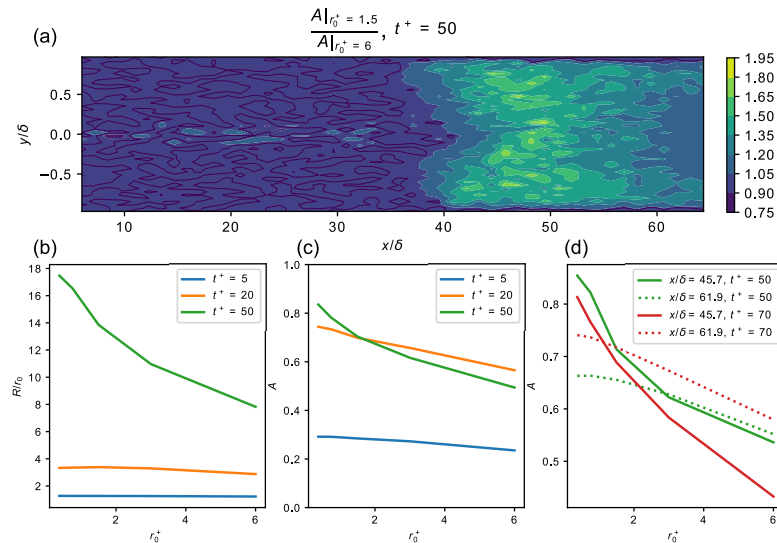 A|r₀⁺ = 1.5
A|r₀⁺ = 6
, t⁺ = 50
(a)
y/δ
0.5
0.0
−0.5
10 20 30 40 50 60
x/δ
1.95
1.80
1.65
1.50
1.35
1.20
1.05
0.90
0.75
(b)
R/r₀
18
16
14
12
10
8
6
4
2
t⁺ = 5
t⁺ = 20
t⁺ = 50
2 4 6
r₀⁺
(c)
A
1.0
0.8
0.6
0.4
0.2
0.0
t⁺ = 5
t⁺ = 20
t⁺ = 50
2 4 6
r₀⁺
(d)
A
0.8
0.7
0.6
0.5
x/δ = 45.7, t⁺ = 50
x/δ = 61.9, t⁺ = 50
x/δ = 45.7, t⁺ = 70
x/δ = 61.9, t⁺ = 70
2 4 6
r₀⁺